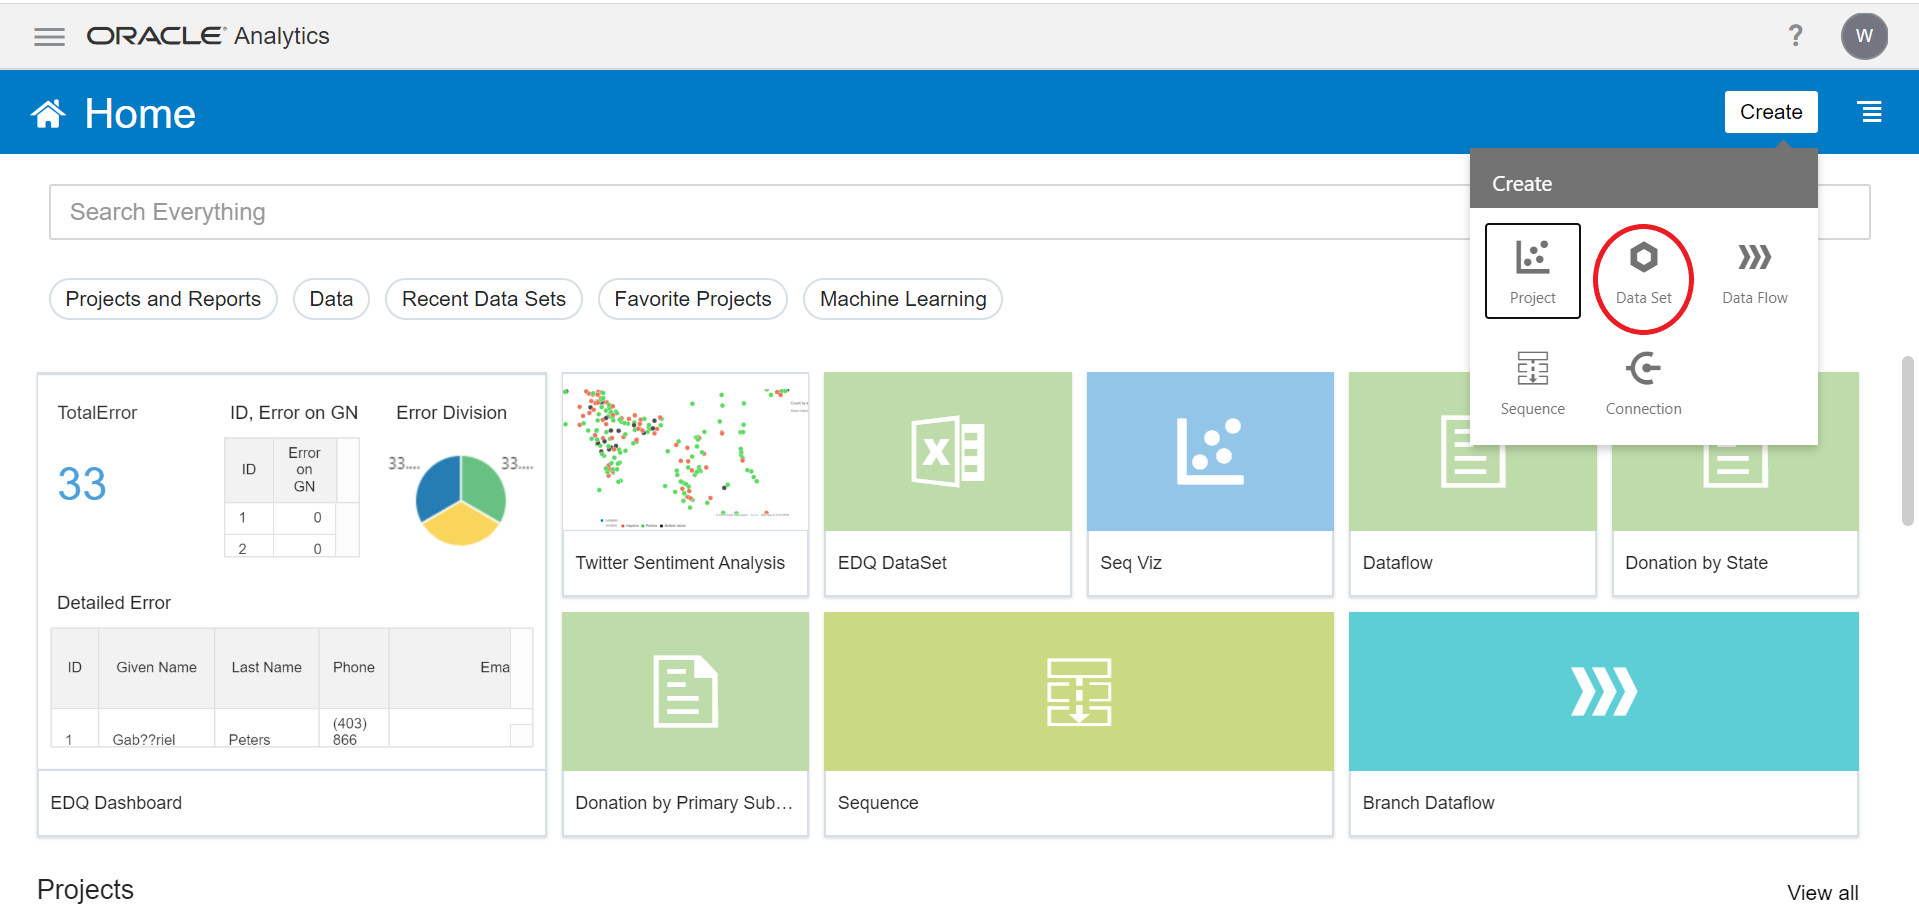 ORACLE Analytics
?
W
Home
Create
Search Everything
Create
Project
Data Set
Data Flow
Sequence
Connection
Projects and Reports
Data
Recent Data Sets
Favorite Projects
Machine Learning
TotalError
33
ID, Error on GN
ID
Error on GN
1 0
2 0
Error Division
33....
33....
Detailed Error
ID Given Name Last Name Phone Ema
1 Gab??riel Peters (403) 866
EDQ Dashboard
Twitter Sentiment Analysis
X
EDQ DataSet
Seq Viz
Dataflow
Donation by State
Donation by Primary Sub...
Sequence
Branch Dataflow
Projects
View all